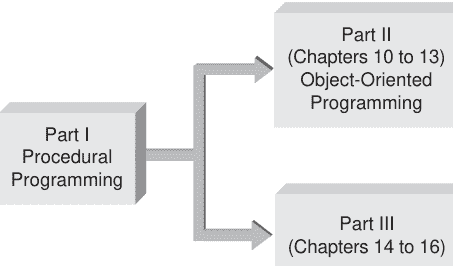 Part I
Procedural
Programming
Part II
(Chapters 10 to 13)
Object-Oriented
Programming
Part III
(Chapters 14 to 16)